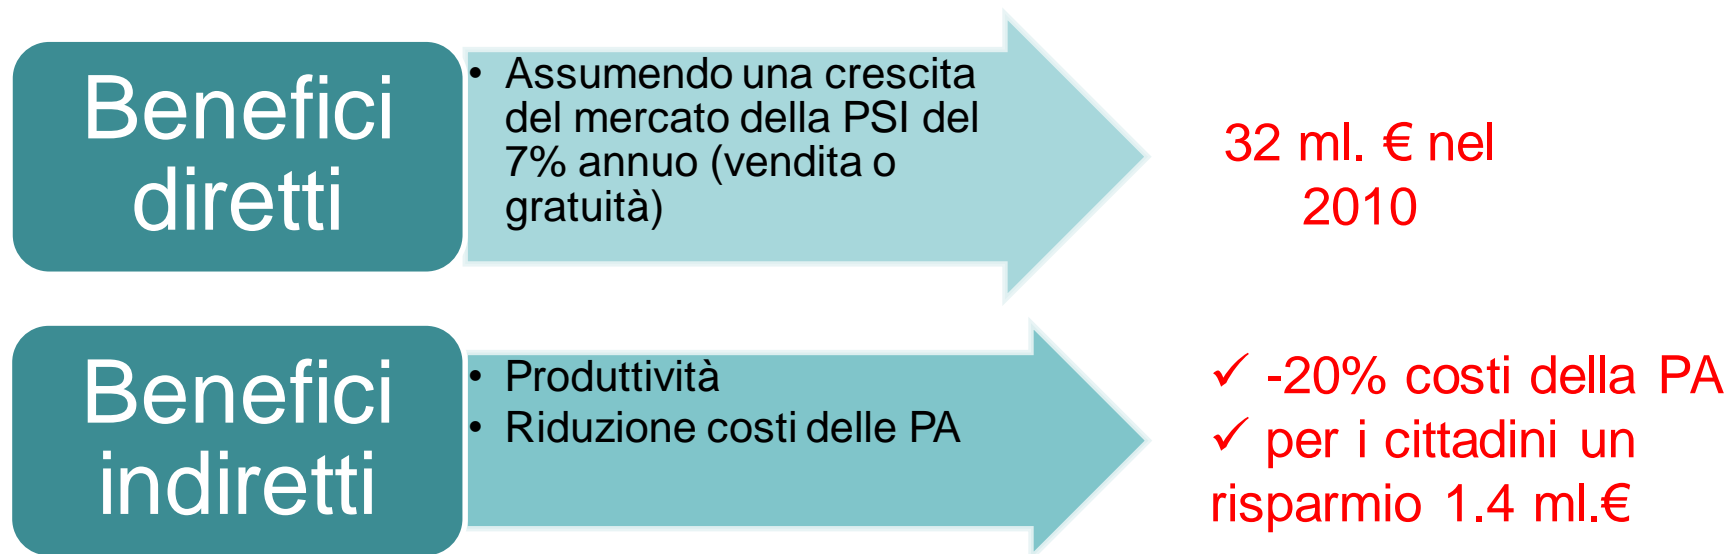 Benefici
diretti
• Assumendo una crescita
del mercato della PSI del
7% annuo (vendita o
gratuità)
32 ml. € nel
2010
Benefici
indiretti
• Produttività
• Riduzione costi delle PA
✓ -20% costi della PA
✓ per i cittadini un
risparmio 1.4 ml.€